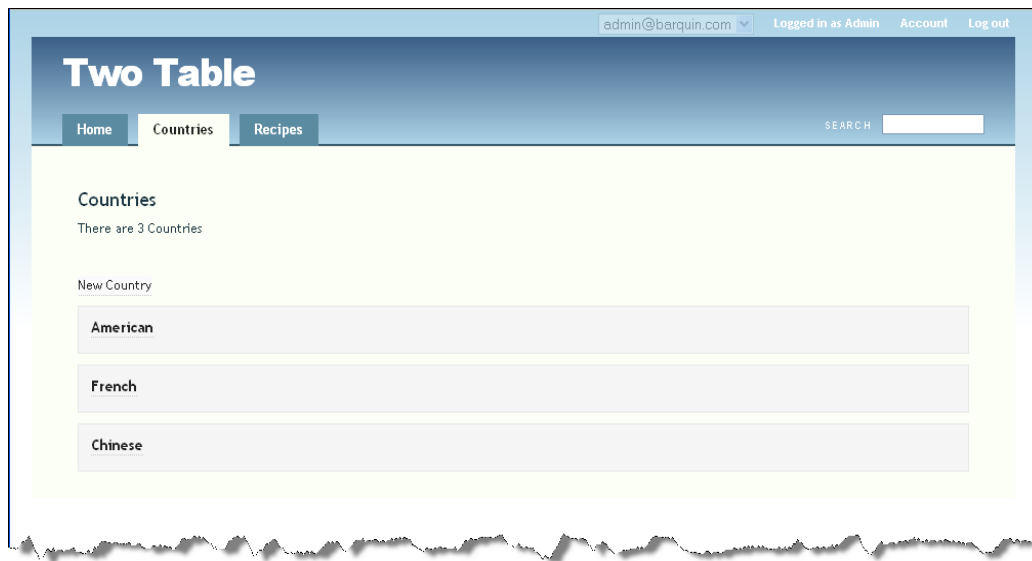 admin@barquin.com Logged in as Admin Account Log out
Two Table
Home Countries Recipes SEARCH
Countries
There are 3 Countries
New Country
American
French
Chinese